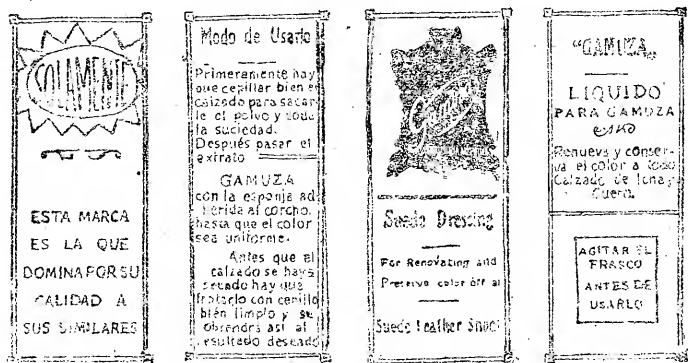 SOLAMENTE
ESTA MARCA
ES LA QUE
DOMINA POR SU
CALIDAD A
SUS SIMILARES
Modo de Usarlo
Primeramente hay
que cepillar bien el
calzado para sacar
le el polvo y toda
la suciedad.
Después pasar el
extrato
GAMUZA
con la esponja ad
herida al corcho,
hasta que el color
sea uniforme.
Antes que el
calzado se haya
secado hay que
frotarlo con cepillo
bién limpio y se
obtendrá así el
resultado deseado
Gamuza
Suede Dressing
For Renovating and
Preserve color off al
Suede Leather Shoes
"GAMUZA"
LIQUIDO
PARA GAMUZA
Renueva y conser-
va el color a todo
Calzado de lona y
Cuero.
AGITAR EL
FRASCO
ANTES DE
USARLO